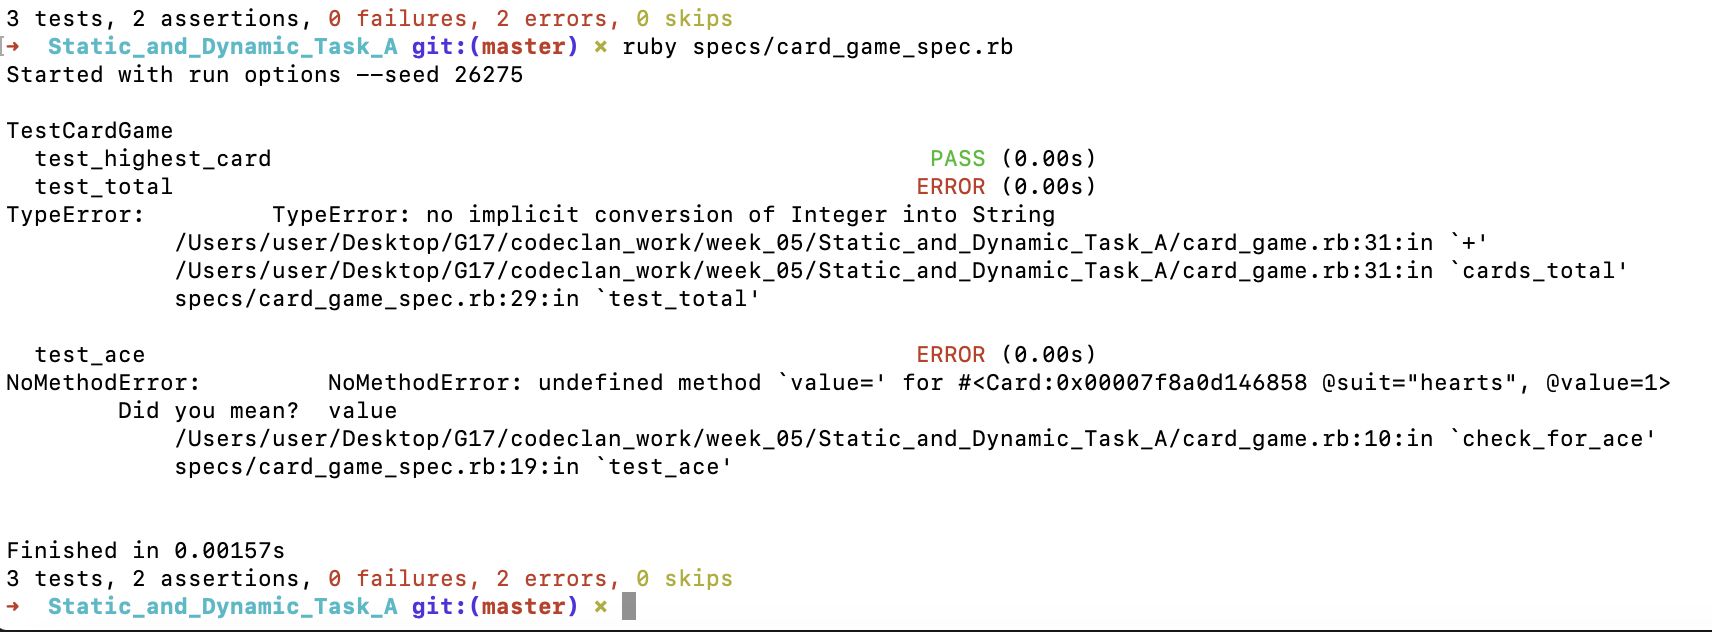 3 tests, 2 assertions, 0 failures, 2 errors, 0 skips
[➜  Static_and_Dynamic_Task_A git:(master) ✗ ruby specs/card_game_spec.rb
Started with run options --seed 26275

TestCardGame
  test_highest_card                                               PASS (0.00s)
  test_total                                                     ERROR (0.00s)
TypeError:         TypeError: no implicit conversion of Integer into String
            /Users/user/Desktop/G17/codeclan_work/week_05/Static_and_Dynamic_Task_A/card_game.rb:31:in `+'
            /Users/user/Desktop/G17/codeclan_work/week_05/Static_and_Dynamic_Task_A/card_game.rb:31:in `cards_total'
            specs/card_game_spec.rb:29:in `test_total'

  test_ace                                                       ERROR (0.00s)
NoMethodError:         NoMethodError: undefined method `value=' for #<Card:0x00007f8a0d146858 @suit="hearts", @value=1>
        Did you mean?  value
            /Users/user/Desktop/G17/codeclan_work/week_05/Static_and_Dynamic_Task_A/card_game.rb:10:in `check_for_ace'
            specs/card_game_spec.rb:19:in `test_ace'

Finished in 0.00157s
3 tests, 2 assertions, 0 failures, 2 errors, 0 skips
➜  Static_and_Dynamic_Task_A git:(master) ✗